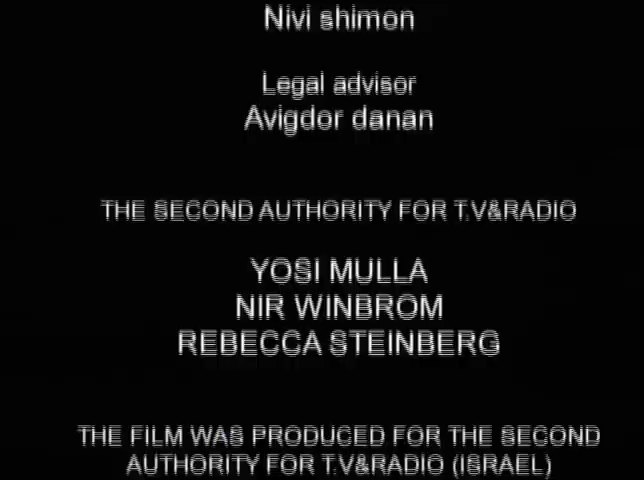 Nivi shimon
Legal advisor
Avigdor danan
THE SECOND AUTHORITY FOR T.V&RADIO
YOSI MULLA
NIR WINBROM
REBECCA STEINBERG
THE FILM WAS PRODUCED FOR THE SECOND
AUTHORITY FOR T.V&RADIO (ISRAEL)